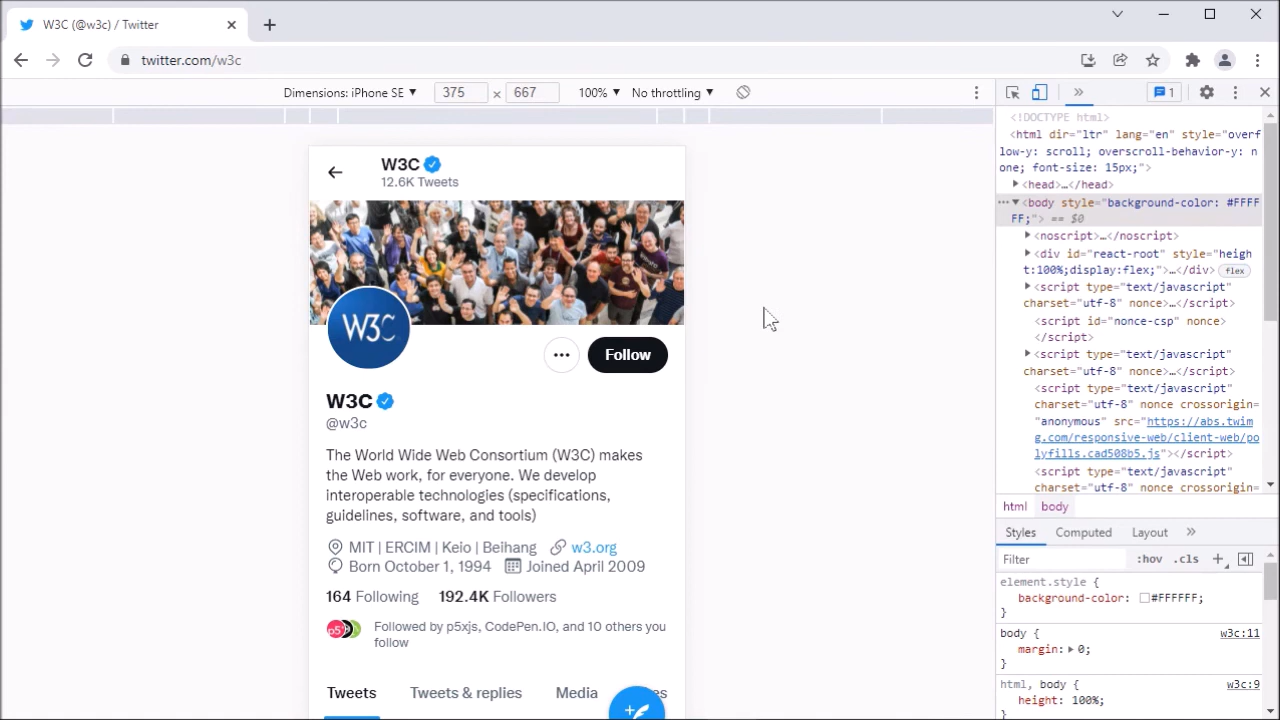 W3C (@w3c) / Twitter
twitter.com/w3c
Dimensions: iPhone SE 375 × 667 100% No throttling
1
W3C
12.6K Tweets
W3C
Follow
W3C
@w3c
The World Wide Web Consortium (W3C) makes
the Web work, for everyone. We develop
interoperable technologies (specifications,
guidelines, software, and tools)
MIT | ERCIM | Keio | Beihang w3.org
Born October 1, 1994 Joined April 2009
164 Following 192.4K Followers
p5
Followed by p5xjs, CodePen.IO, and 10 others you
follow
Tweets Tweets & replies Media es
<!DOCTYPE html>
<html dir="ltr" lang="en" style="overf
low-y: scroll; overscroll-behavior-y: n
one; font-size: 15px;">
<head>…</head>
<body style="background-color: #FFFF
FF;"> == $0
<noscript>…</noscript>
<div id="react-root" style="heigh
t:100%;display:flex;">…</div> flex
<script type="text/javascript"
charset="utf-8" nonce>…</script>
<script id="nonce-csp" nonce>
</script>
<script type="text/javascript"
charset="utf-8" nonce>…</script>
<script type="text/javascript"
charset="utf-8" nonce crossorigin=
"anonymous" src="https://abs.twim
g.com/responsive-web/client-web/po
lyfills.cad508b5.js"></script>
<script type="text/javascript"
charset="utf-8" nonce crossorigin=
html body
Styles Computed Layout
Filter :hov .cls
element.style {
background-color: #FFFFFF;
}
body { w3c:11
margin: 0;
}
html, body { w3c:9
height: 100%;
}